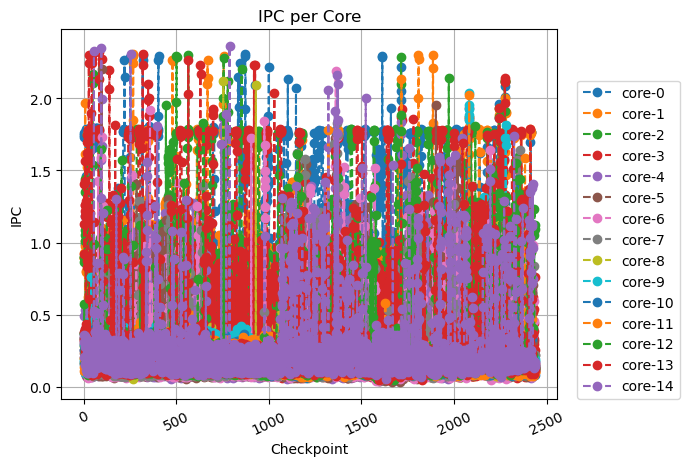 IPC per Core
IPC
2.0
1.5
1.0
0.5
0.0
0
500
1000
1500
2000
2500
Checkpoint
core-0
core-1
core-2
core-3
core-4
core-5
core-6
core-7
core-8
core-9
core-10
core-11
core-12
core-13
core-14